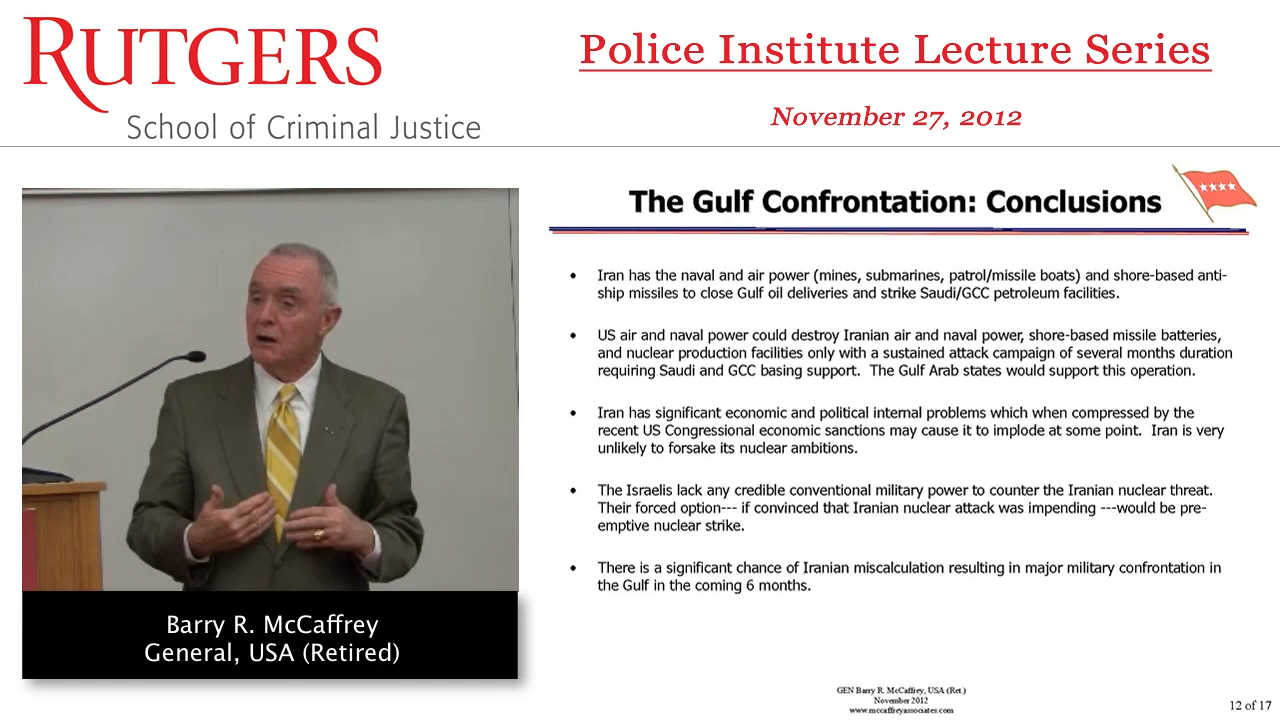 RUTGERS
School of Criminal Justice
Police Institute Lecture Series
November 27, 2012
Barry R. McCaffrey
General, USA (Retired)
The Gulf Confrontation: Conclusions
• Iran has the naval and air power (mines, submarines, patrol/missile boats) and shore-based anti-
ship missiles to close Gulf oil deliveries and strike Saudi/GCC petroleum facilities.
• US air and naval power could destroy Iranian air and naval power, shore-based missile batteries,
and nuclear production facilities only with a sustained attack campaign of several months duration
requiring Saudi and GCC basing support. The Gulf Arab states would support this operation.
• Iran has significant economic and political internal problems which when compressed by the
recent US Congressional economic sanctions may cause it to implode at some point. Iran is very
unlikely to forsake its nuclear ambitions.
• The Israelis lack any credible conventional military power to counter the Iranian nuclear threat.
Their forced option--- if convinced that Iranian nuclear attack was impending ---would be pre-
emptive nuclear strike.
• There is a significant chance of Iranian miscalculation resulting in major military confrontation in
the Gulf in the coming 6 months.
GEN Barry R. McCaffrey, USA (Ret.)
November 2012
www.mccaffreyassociates.com
12 of 17